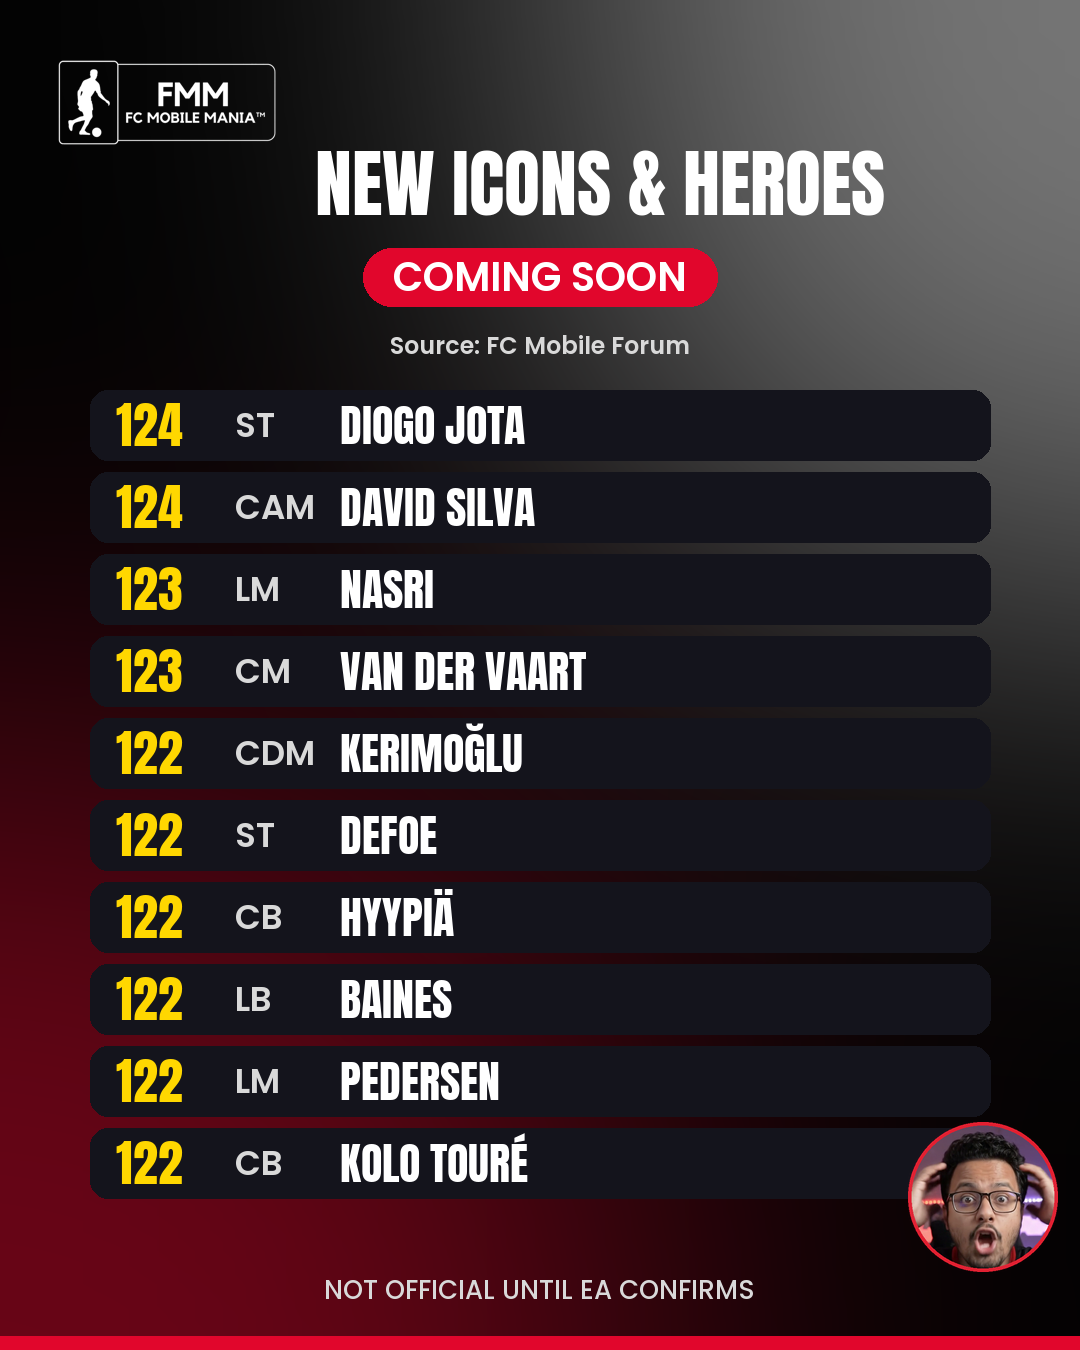 FMM
FC MOBILE MANIA™
NEW ICONS & HEROES
COMING SOON
Source: FC Mobile Forum
124 ST DIOGO JOTA
124 CAM DAVID SILVA
123 LM NASRI
123 CM VAN DER VAART
122 CDM KERIMOĞLU
122 ST DEFOE
122 CB HYYPIÄ
122 LB BAINES
122 LM PEDERSEN
122 CB KOLO TOURÉ
NOT OFFICIAL UNTIL EA CONFIRMS